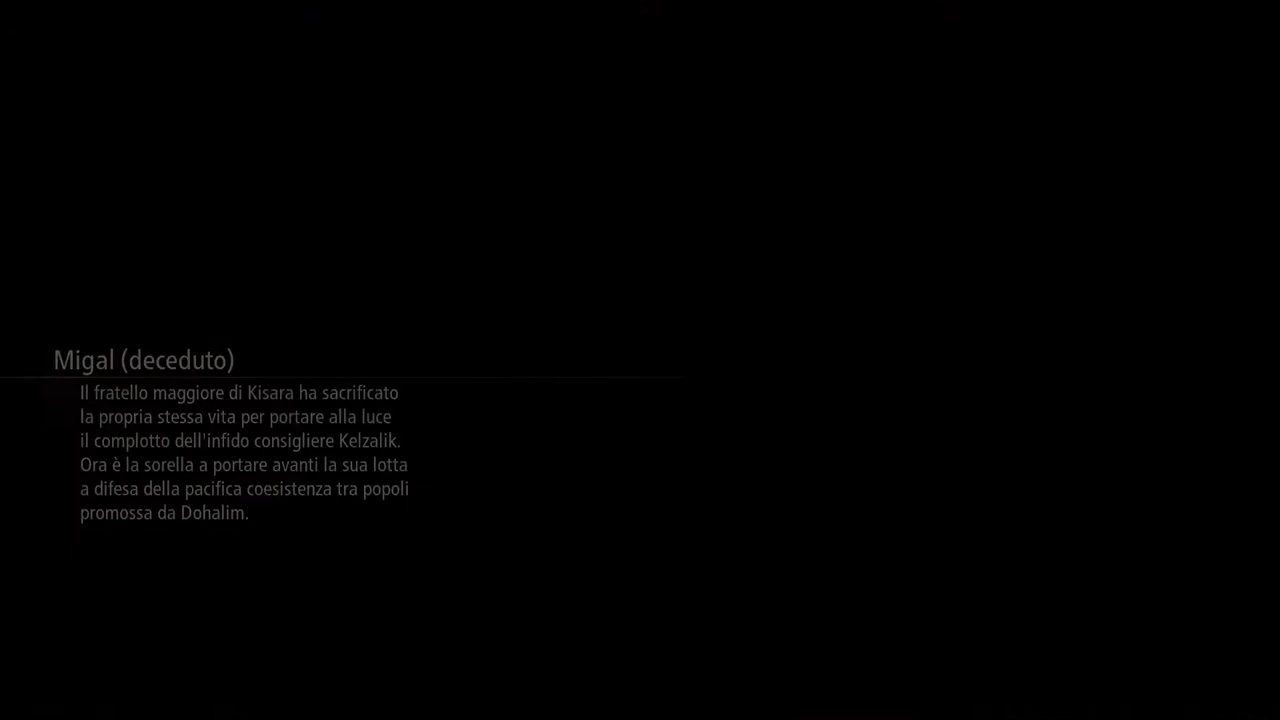 Migal (deceduto)
Il fratello maggiore di Kisara ha sacrificato
la propria stessa vita per portare alla luce
il complotto dell'infido consigliere Kelzalik.
Ora è la sorella a portare avanti la sua lotta
a difesa della pacifica coesistenza tra popoli
promossa da Dohalim.